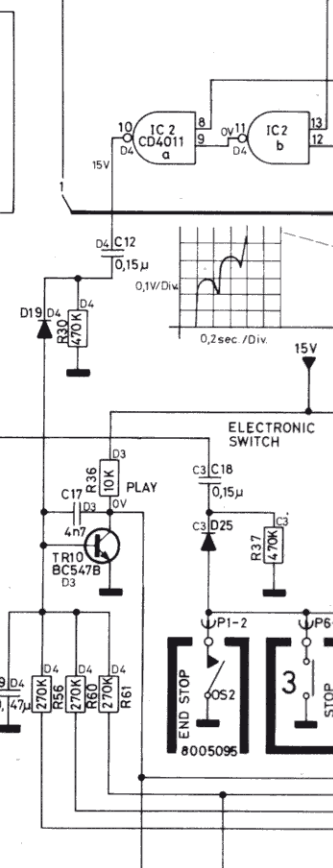 10
IC 2
CD4011
a
8
9
D4
0V
11
D4
IC2
b
13
12
15V
1
D4
C12
0,15µ
0,1V/Div.
0,2sec./Div.
D19
D4
R30
470K
D4
15V
ELECTRONIC
SWITCH
D3
R36
10K
PLAY
C3
C18
0,15µ
C17
D3
4n7
0V
C3
D25
R37
470K
C3
TR10
BC547B
D3
P1-2
P6-
D4
47µ
D4
270K
R56
D4
270K
R60
D4
270K
R61
END STOP
OS2
8005095
3
STOP